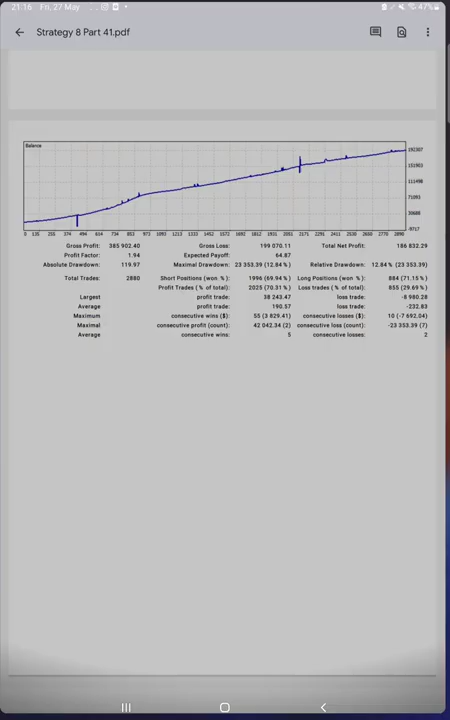 21:16 Fri, 27 May
47%
Strategy 8 Part 41.pdf
Balance
192307
151903
111498
71093
30688
-9717
0 135 255 374 494 614 734 853 973 1093 1213 1333 1452 1572 1692 1812 1931 2051 2171 2291 2411 2530 2650 2770 2890
Gross Profit: 385 902.40 Gross Loss: 199 070.11 Total Net Profit: 186 832.29
Profit Factor: 1.94 Expected Payoff: 64.87
Absolute Drawdown: 119.97 Maximal Drawdown: 23 353.39 (12.84%) Relative Drawdown: 12.84% (23 353.39)
Total Trades: 2880 Short Positions (won %): 1996 (69.94%) Long Positions (won %): 884 (71.15%)
Profit Trades (% of total): 2025 (70.31%) Loss trades (% of total): 855 (29.69%)
Largest profit trade: 38 243.47 loss trade: -8 980.28
Average profit trade: 190.57 loss trade: -232.83
Maximum consecutive wins ($): 55 (3 829.41) consecutive losses ($): 10 (-7 692.04)
Maximal consecutive profit (count): 42 042.34 (2) consecutive loss (count): -23 353.39 (7)
Average consecutive wins: 5 consecutive losses: 2